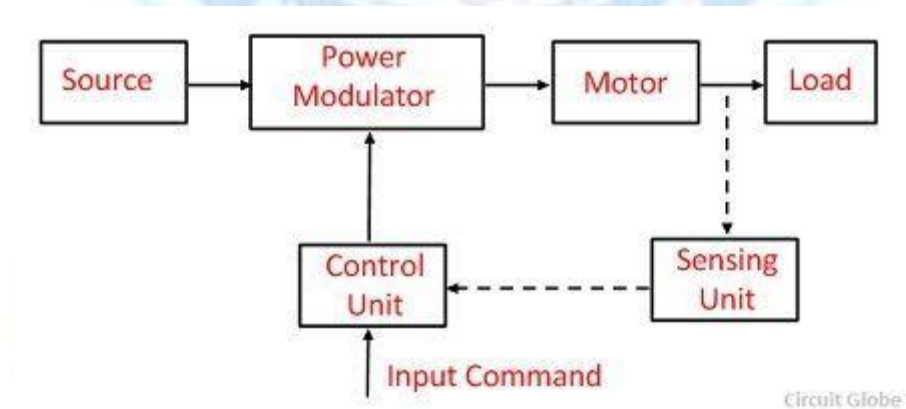 Source
Power
Modulator
Motor
Load
Control
Unit
Sensing
Unit
Input Command
Circuit Globe